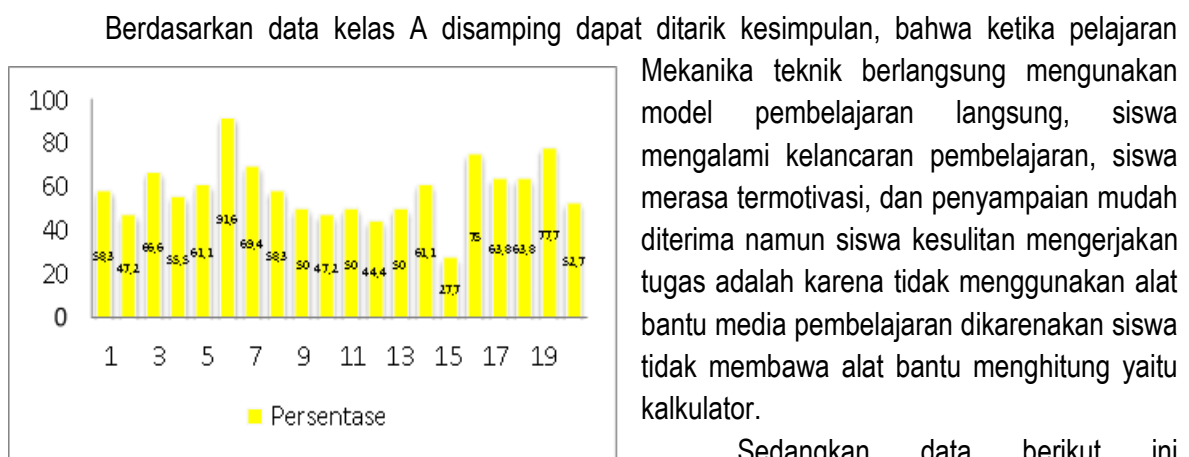 Berdasarkan data kelas A disamping dapat ditarik kesimpulan, bahwa ketika pelajaran
100
80
60
40
20
0
58,3 47,2 66,6 55,5 61,1 91,6 69,4 58,3 50 47,2 50 44,4 50 61,1 27,7 75 63,8 63,8 77,7 52,7
1 3 5 7 9 11 13 15 17 19
Persentase
Mekanika teknik berlangsung mengunakan
model pembelajaran langsung, siswa
mengalami kelancaran pembelajaran, siswa
merasa termotivasi, dan penyampaian mudah
diterima namun siswa kesulitan mengerjakan
tugas adalah karena tidak menggunakan alat
bantu media pembelajaran dikarenakan siswa
tidak membawa alat bantu menghitung yaitu
kalkulator.
Sedangkan data berikut ini